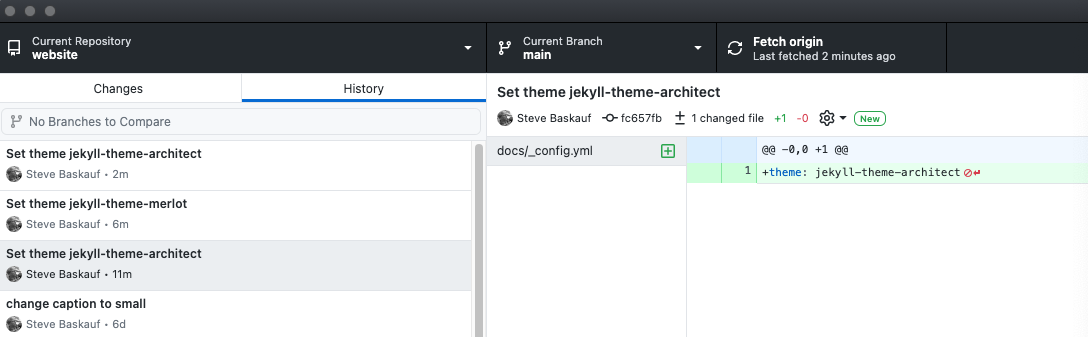 Current Repository
website
Current Branch
main
Fetch origin
Last fetched 2 minutes ago
Changes
History
No Branches to Compare
Set theme jekyll-theme-architect
Steve Baskauf • 2m
Set theme jekyll-theme-merlot
Steve Baskauf • 6m
Set theme jekyll-theme-architect
Steve Baskauf • 11m
change caption to small
Steve Baskauf • 6d
Set theme jekyll-theme-architect
Steve Baskauf fc657fb 1 changed file +1 -0 New
docs/_config.yml
@@ -0,0 +1 @@
1 +theme: jekyll-theme-architect